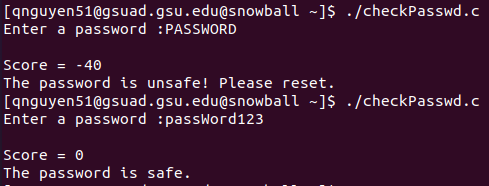 [qnguyen51@gsuad.gsu.edu@snowball ~]$ ./checkPasswd.c
Enter a password :PASSWORD
Score = -40
The password is unsafe! Please reset.
[qnguyen51@gsuad.gsu.edu@snowball ~]$ ./checkPasswd.c
Enter a password :passWord123
Score = 0
The password is safe.